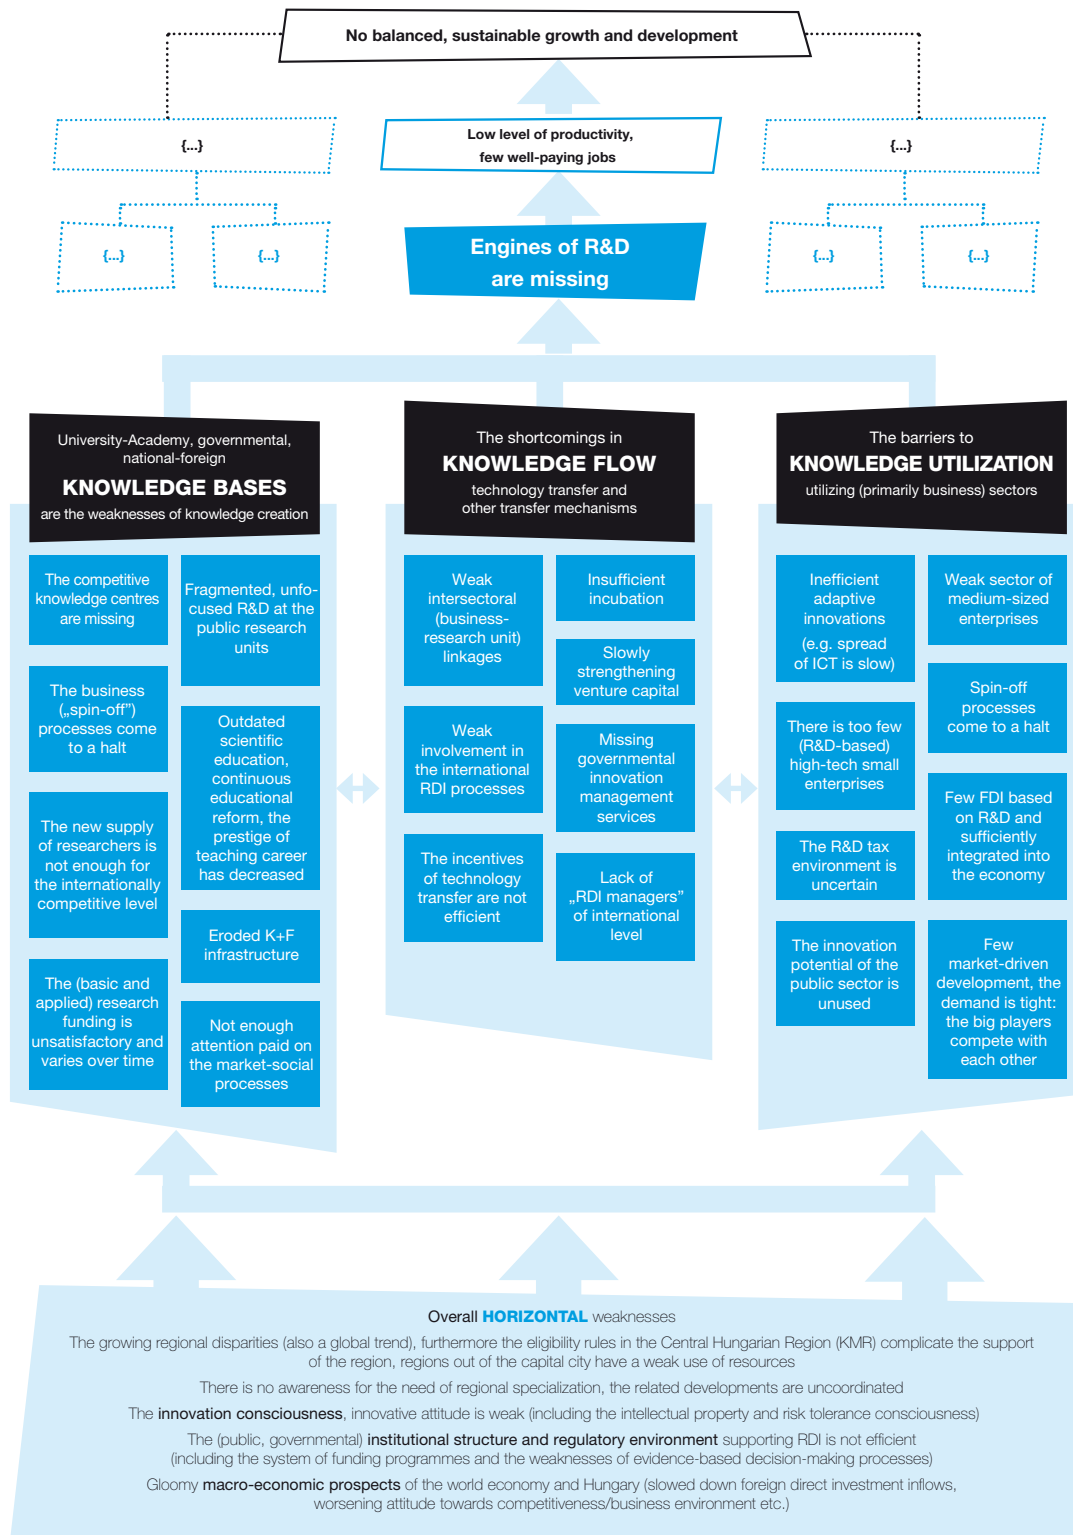 No balanced, sustainable growth and development
{...}
Low level of productivity,
few well-paying jobs
{...}
{...}
{...}
Engines of R&D
are missing
{...}
{...}
University-Academy, governmental,
national-foreign
KNOWLEDGE BASES
are the weaknesses of knowledge creation
The competitive
knowledge centres
are missing
Fragmented, unfo-
cused R&D at the
public research
units
The business
(„spin-off”)
processes come
to a halt
Outdated
scientific
education,
continuous
educational
reform, the
prestige of
teaching career
has decreased
The new supply
of researchers is
not enough for
the internationally
competitive level
Eroded K+F
infrastructure
The (basic and
applied) research
funding is
unsatisfactory and
varies over time
Not enough
attention paid on
the market-social
processes
The shortcomings in
KNOWLEDGE FLOW
technology transfer and
other transfer mechanisms
Weak
intersectoral
(business-
research unit)
linkages
Insufficient
incubation
Slowly
strengthening
venture capital
Weak
involvement in
the international
RDI processes
Missing
governmental
innovation
management
services
The incentives
of technology
transfer are not
efficient
Lack of
„RDI managers”
of international
level
The barriers to
KNOWLEDGE UTILIZATION
utilizing (primarily business) sectors
Inefficient
adaptive
innovations
(e.g. spread
of ICT is slow)
Weak sector of
medium-sized
enterprises
Spin-off
processes
come to a halt
There is too few
(R&D-based)
high-tech small
enterprises
Few FDI based
on R&D and
sufficiently
integrated into
the economy
The R&D tax
environment is
uncertain
The innovation
potential of the
public sector is
unused
Few
market-driven
development, the
demand is tight:
the big players
compete with
each other
Overall HORIZONTAL weaknesses
The growing regional disparities (also a global trend), furthermore the eligibility rules in the Central Hungarian Region (KMR) complicate the support
of the region, regions out of the capital city have a weak use of resources
There is no awareness for the need of regional specialization, the related developments are uncoordinated
The innovation consciousness, innovative attitude is weak (including the intellectual property and risk tolerance consciousness)
The (public, governmental) institutional structure and regulatory environment supporting RDI is not efficient
(including the system of funding programmes and the weaknesses of evidence-based decision-making processes)
Gloomy macro-economic prospects of the world economy and Hungary (slowed down foreign direct investment inflows,
worsening attitude towards competitiveness/business environment etc.)